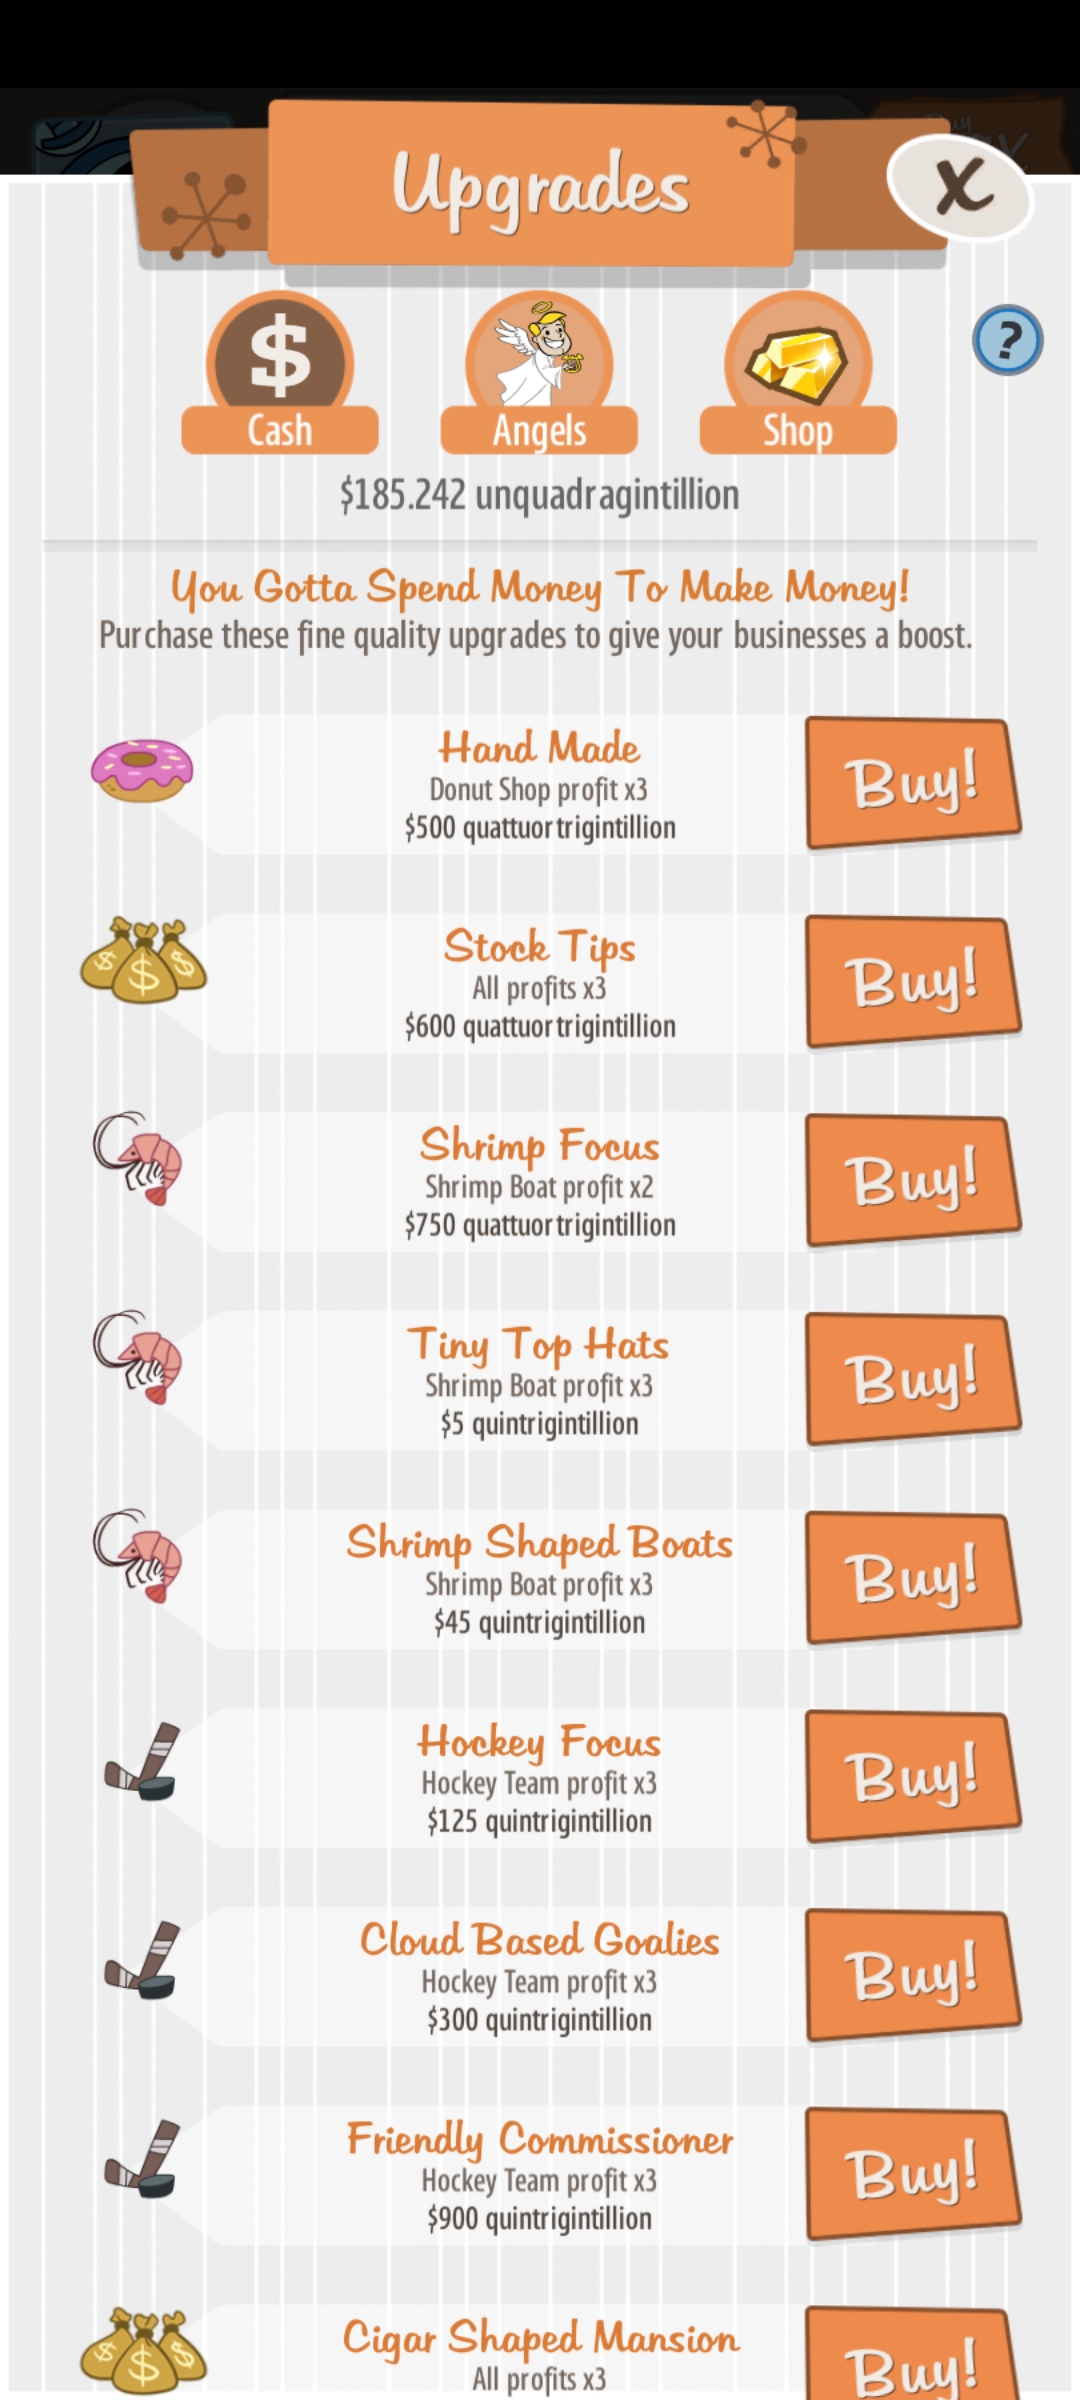 Upgrades
X
$
Cash
Angels
Shop
?
$185.242 unquadragintillion
You Gotta Spend Money To Make Money!
Purchase these fine quality upgrades to give your businesses a boost.
Hand Made
Donut Shop profit x3
$500 quattuortrigintillion
Buy!
Stock Tips
All profits x3
$600 quattuortrigintillion
Buy!
Shrimp Focus
Shrimp Boat profit x2
$750 quattuortrigintillion
Buy!
Tiny Top Hats
Shrimp Boat profit x3
$5 quintrigintillion
Buy!
Shrimp Shaped Boats
Shrimp Boat profit x3
$45 quintrigintillion
Buy!
Hockey Focus
Hockey Team profit x3
$125 quintrigintillion
Buy!
Cloud Based Goalies
Hockey Team profit x3
$300 quintrigintillion
Buy!
Friendly Commissioner
Hockey Team profit x3
$900 quintrigintillion
Buy!
Cigar Shaped Mansion
All profits x3
Buy!